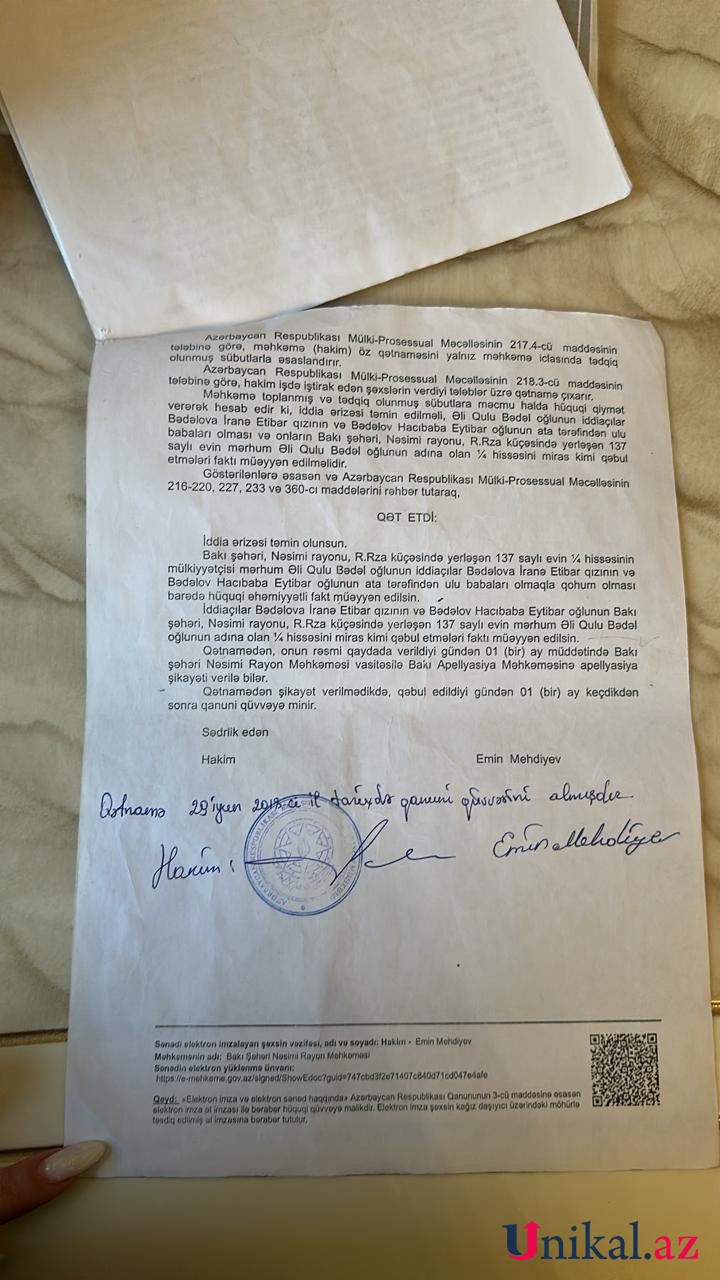 Azərbaycan Respublikası Mülki-Prosessual Məcəlləsinin 217.4-cü maddəsinin
tələbinə görə, məhkəmə (hakim) öz qətnaməsini yalnız məhkəmə iclasında tədqiq
olunmuş sübutlarla əsaslandırır.
Azərbaycan Respublikası Mülki-Prosessual Məcəlləsinin 218.3-cü maddəsinin
tələbinə görə, hakim işdə iştirak edən şəxslərin verdiyi tələblər üzrə qətnamə çıxarır.
Məhkəmə toplanmış və tədqiq olunmuş sübutlara məcmu halda hüquqi qiymət
verərək hesab edir ki, iddia ərizəsi təmin edilməli, Əli Qulu Bədəl oğlunun iddiaçılar
Bədəlova İranə Etibar qızının və Bədəlov Hacıbaba Eytibar oğlunun ata tərəfindən ulu
babaları olması və onların Bakı şəhəri, Nəsimi rayonu, R.Rza küçəsində yerləşən 137
saylı evin mərhum Əli Qulu Bədəl oğlunun adına olan ¼ hissəsini miras kimi qəbul
etmələri faktı müəyyən edilməlidir.
Göstərilənlərə əsasən və Azərbaycan Respublikası Mülki-Prosessual Məcəlləsinin
216-220, 227, 233 və 360-cı maddələrini rəhbər tutaraq,
QƏT ETDİ:
İddia ərizəsi təmin olunsun.
Bakı şəhəri, Nəsimi rayonu, R.Rza küçəsində yerləşən 137 saylı evin ¼ hissəsinin
mülkiyyətçisi mərhum Əli Qulu Bədəl oğlunun iddiaçılar Bədəlova İranə Etibar qızının və
Bədəlov Hacıbaba Eytibar oğlunun ata tərəfindən ulu babaları olmaqla qohum olması
barədə hüquqi əhəmiyyətli fakt müəyyən edilsin.
İddiaçılar Bədəlova İranə Etibar qızının və Bədəlov Hacıbaba Eytibar oğlunun Bakı
şəhəri, Nəsimi rayonu, R.Rza küçəsində yerləşən 137 saylı evin mərhum Əli Qulu Bədəl
oğlunun adına olan ¼ hissəsini miras kimi qəbul etmələri faktı müəyyən edilsin.
Qətnamədən, onun rəsmi qaydada verildiyi gündən 01 (bir) ay müddətində Bakı
şəhəri Nəsimi Rayon Məhkəməsi vasitəsilə Bakı Apellyasiya Məhkəməsinə apellyasiya
şikayəti verilə bilər.
Qətnamədən şikayət verilmədikdə, qəbul edildiyi gündən 01 (bir) ay keçdikdən
sonra qanuni qüvvəyə minir.
Sədrlik edən
Hakim Emin Mehdiyev
Qətnamə 29 iyun ci il tarixdə qanuni qüvvəsini almışdır
Hakim: Emin Mehdiyev
Sənədi elektron imzalayan şəxsin vəzifəsi, adı və soyadı: Hakim - Emin Mehdiyev
Məhkəmənin adı: Bakı Şəhəri Nəsimi Rayon Məhkəməsi
Sənədin elektron yüklənmə ünvanı:
https://e-mehkeme.gov.az/signed/ShowEdoc?guid=747cbd3f2e71407c840d71cd047e4afe
Qeyd: «Elektron imza və elektron sənəd haqqında» Azərbaycan Respublikası Qanununun 3-cü maddəsinə əsasən
elektron imza əl imzası ilə bərabər hüquqi qüvvəyə malikdir. Elektron imza şəxsin kağız daşıyıcı üzərindəki möhürlə
təsdiq edilmiş əl imzasına bərabər tutulur.
Unikal.az